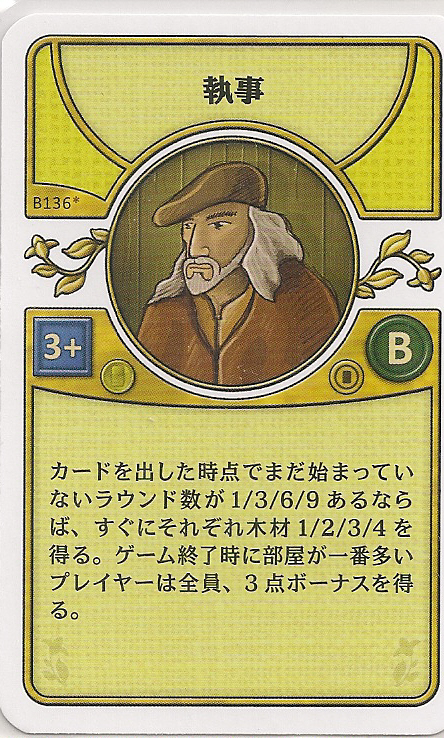 執事
B136*
3+
B
カードを出した時点でまだ始まってい
ないラウンド数が1/3/6/9あるなら
ば、すぐにそれぞれ木材1/2/3/4を
得る。ゲーム終了時に部屋が一番多い
プレイヤーは全員、3点ボーナスを得
る。